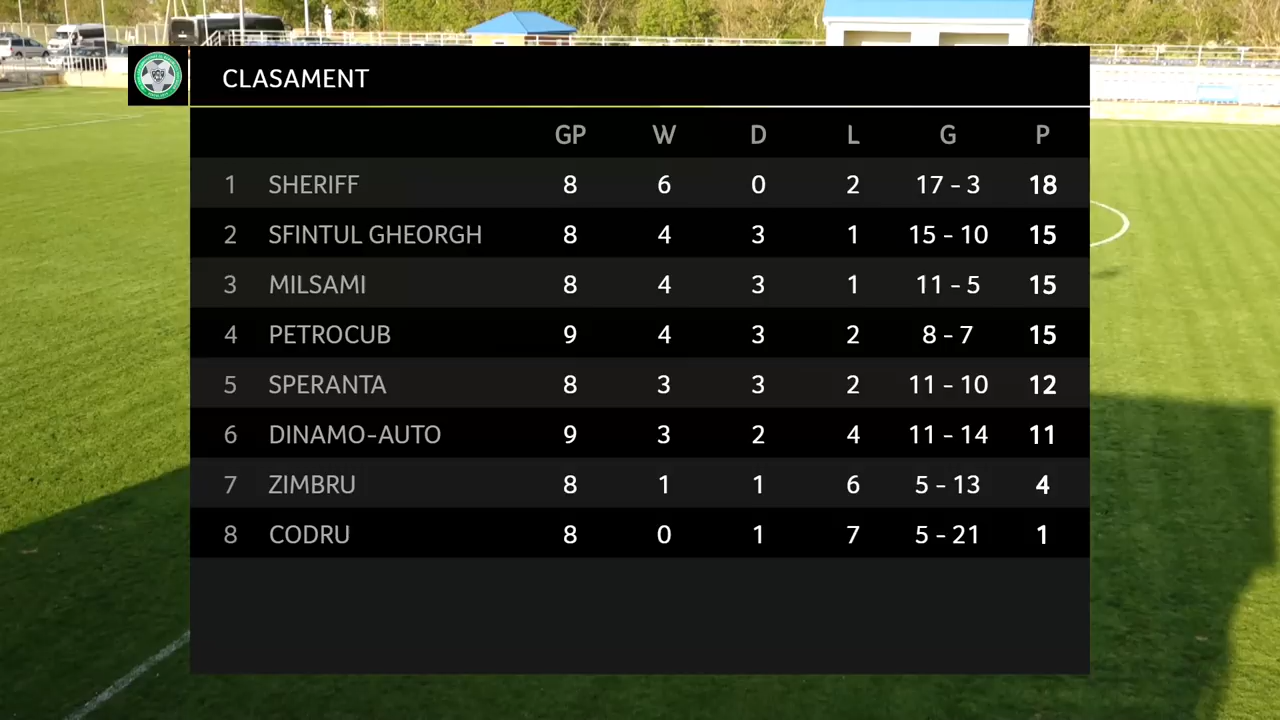 CLASAMENT
GP W D L G P
1 SHERIFF 8 6 0 2 17 - 3 18
2 SFINTUL GHEORGH 8 4 3 1 15 - 10 15
3 MILSAMI 8 4 3 1 11 - 5 15
4 PETROCUB 9 4 3 2 8 - 7 15
5 SPERANTA 8 3 3 2 11 - 10 12
6 DINAMO-AUTO 9 3 2 4 11 - 14 11
7 ZIMBRU 8 1 1 6 5 - 13 4
8 CODRU 8 0 1 7 5 - 21 1